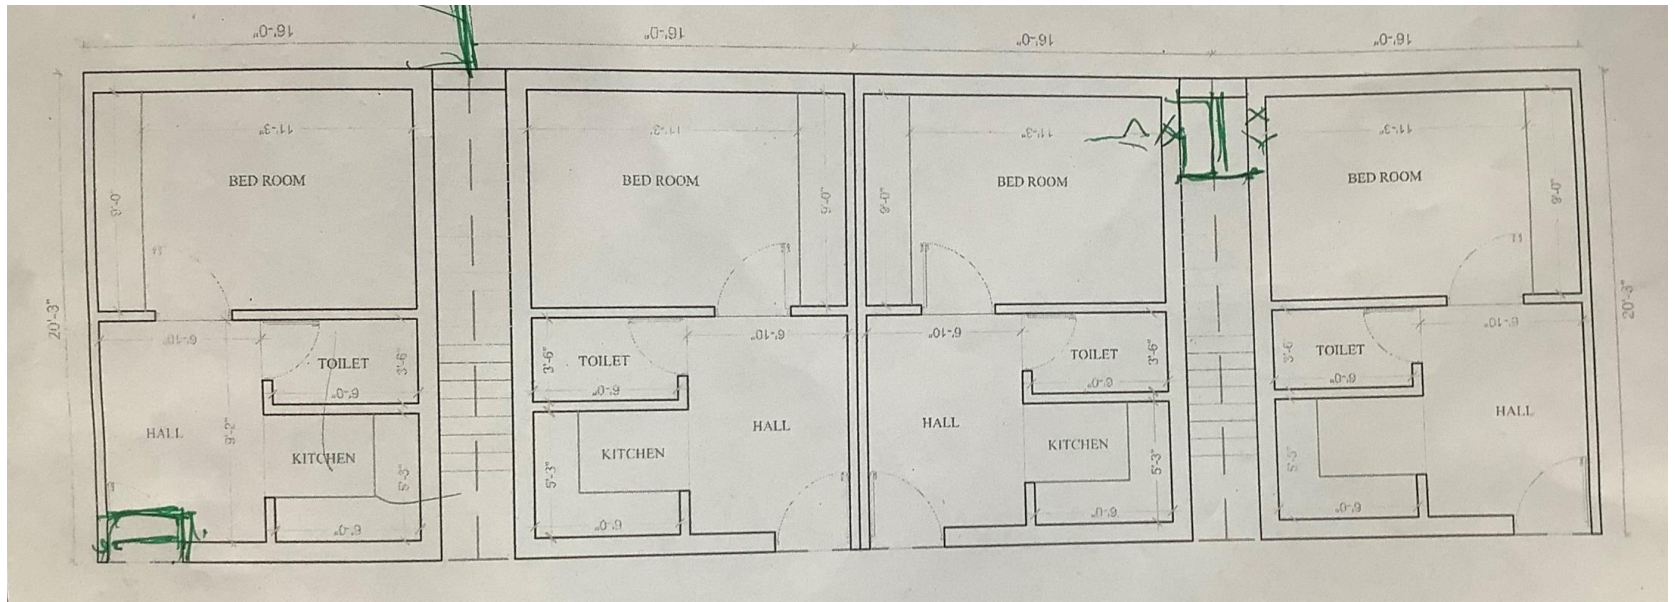 16'-0" 16'-0" 16'-0" 16'-0"
11'-3" 11'-3" 11'-3" 11'-3"
BED ROOM BED ROOM BED ROOM BED ROOM
9'-0" 9'-0" 9'-0" 9'-0"
20'-3" 20'-3"
6'-10" 6'-10" 6'-10" 6'-10"
TOILET 3'-6" 3'-6" TOILET TOILET 3'-6" 3'-6 TOILET
6'-0" 6'-0" 6'-0" 6'-0"
HALL 9'-2" HALL HALL HALL
KITCHEN KITCHEN KITCHEN
5'-3" 5'-3" 5'-3" 5'-3"
6'-0" 6'-0" 6'-0" 6'-0"